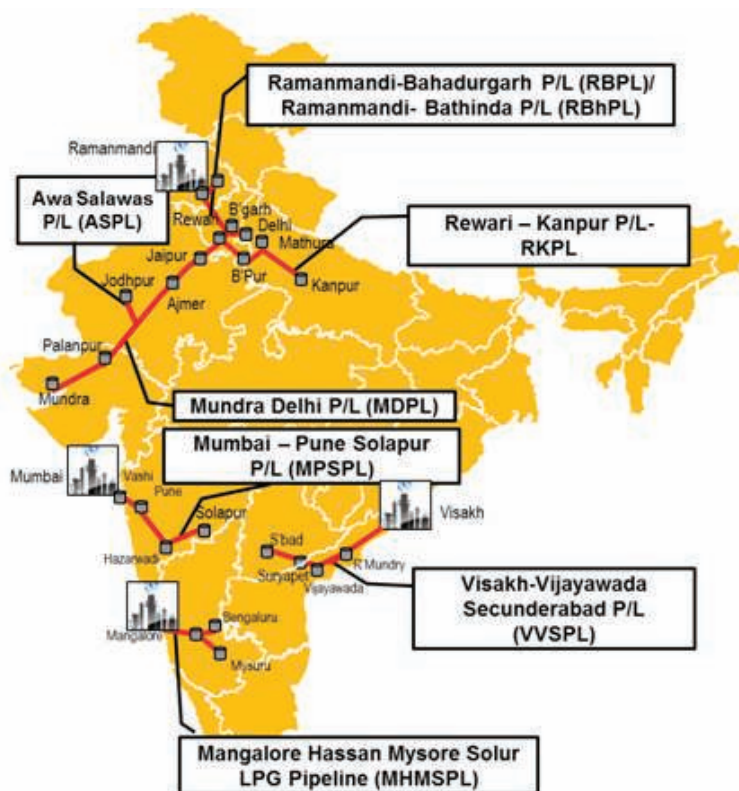 Ramanmandi-Bahadurgarh P/L (RBPL)/
Ramanmandi- Bathinda P/L (RBhPL)
Ramanmandi
Awa Salawas
P/L (ASPL)
Rewari
B'garh
Delhi
Mathura
Rewari – Kanpur P/L-
RKPL
Jaipur
B'Pur
Kanpur
Jodhpur
Ajmer
Palanpur
Mundra
Mundra Delhi P/L (MDPL)
Mumbai – Pune Solapur
P/L (MPSPL)
Mumbai
Vashi
Pune
Solapur
Hazarwadi
Visakh
S'bad
Suryapet
R'Mundry
Vijayawada
Visakh-Vijayawada
Secunderabad P/L
(VVSPL)
Bengaluru
Mangalore
Mysuru
Mangalore Hassan Mysore Solur
LPG Pipeline (MHMSPL)